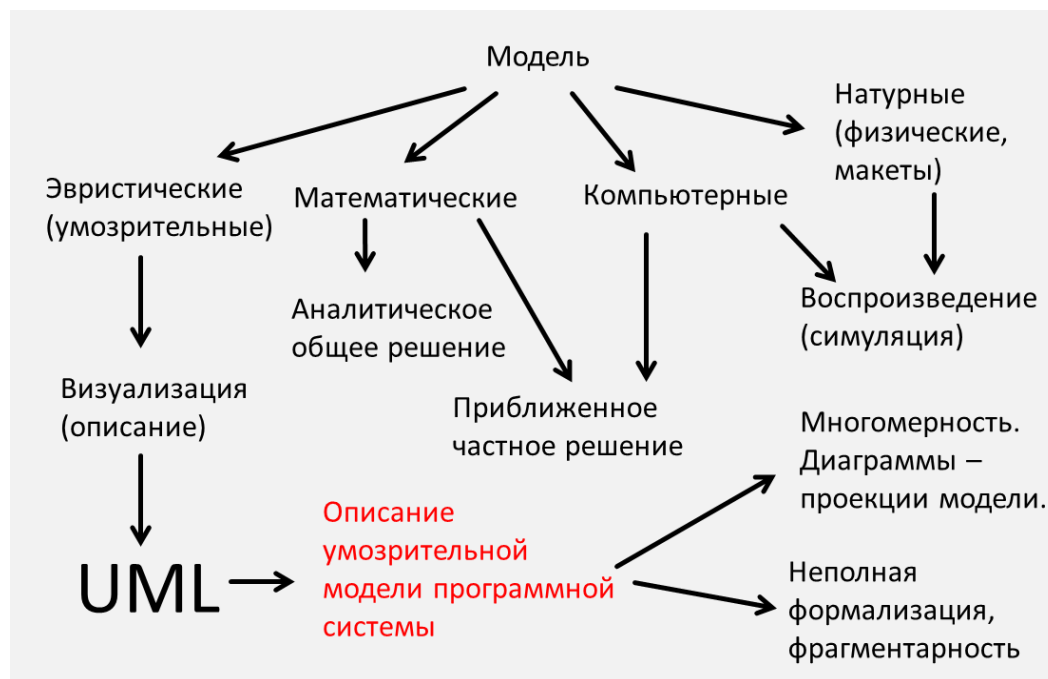 Модель
Натурные
(физические,
макеты)
Эвристические
(умозрительные)
Математические
Компьютерные
Аналитическое
общее решение
Воспроизведение
(симуляция)
Визуализация
(описание)
Приближенное
частное решение
Многомерность.
Диаграммы –
проекции модели.
UML
Описание
умозрительной
модели программной
системы
Неполная
формализация,
фрагментарность